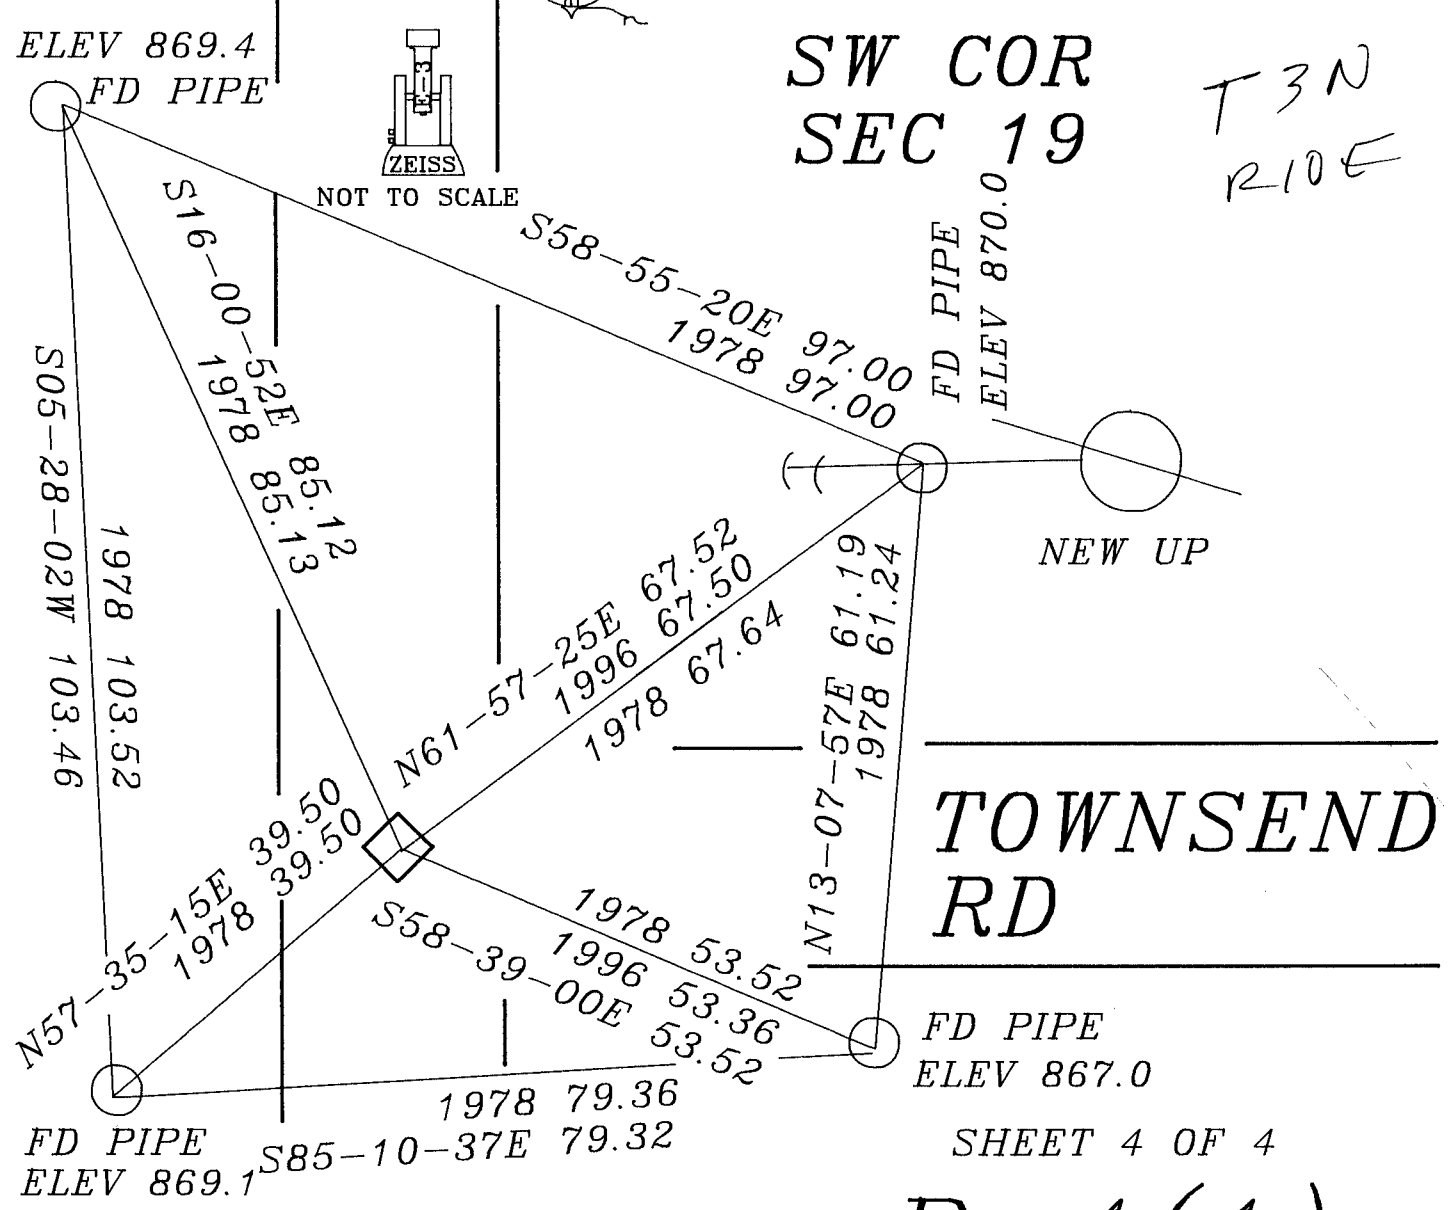 ELEV 869.4
FD PIPE
K-3
ZEISS
NOT TO SCALE
SW COR
SEC 19
T 3N
R10E
S58-55-20E 97.00
1978 97.00
FD PIPE
ELEV 870.0
S16-00-52E 85.12
1978 85.13
S05-28-02W 103.46
1978 103.52
NEW UP
N61-57-25E 67.52
1996 67.50
1978 67.64
N13-07-57E 61.19
1978 61.24
TOWNSEND
RD
N57-35-15E 39.50
1978 39.50
1978 53.52
1996 53.36
S58-39-00E 53.52
FD PIPE
ELEV 867.0
1978 79.36
S85-10-37E 79.32
FD PIPE
ELEV 869.1
SHEET 4 OF 4